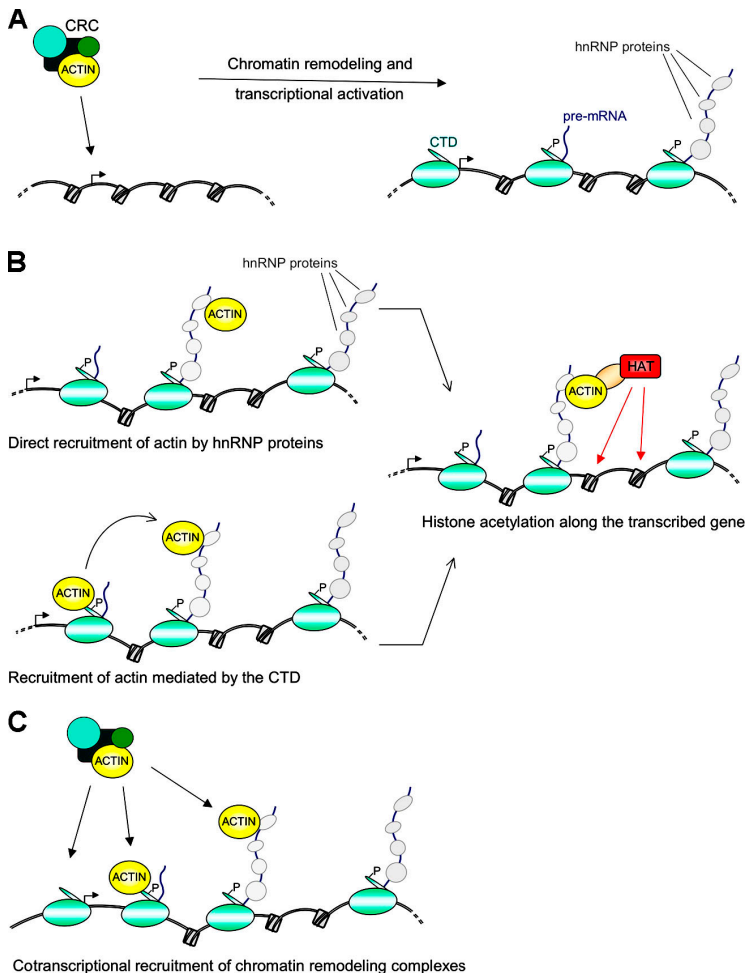 A
CRC
ACTIN
Chromatin remodeling and
transcriptional activation
hnRNP proteins
pre-mRNA
CTD
P
P
B
hnRNP proteins
ACTIN
P
P
P
Direct recruitment of actin by hnRNP proteins
HAT
ACTIN
P
P
P
Histone acetylation along the transcribed gene
ACTIN
ACTIN
P
P
P
Recruitment of actin mediated by the CTD
C
ACTIN
ACTIN
ACTIN
P
P
P
Cotranscriptional recruitment of chromatin remodeling complexes